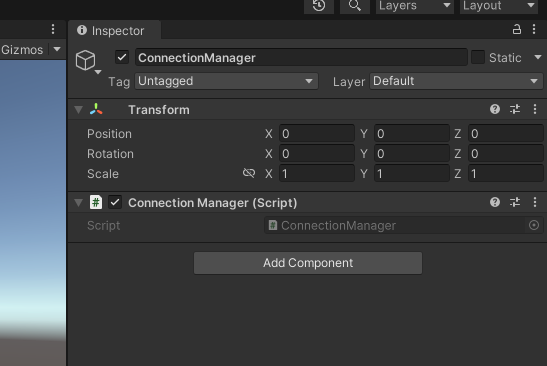 Layers Layout
Inspector
Gizmos
ConnectionManager Static
Tag Untagged Layer Default
Transform
Position X 0 Y 0 Z 0
Rotation X 0 Y 0 Z 0
Scale X 1 Y 1 Z 1
# Connection Manager (Script)
Script # ConnectionManager
Add Component